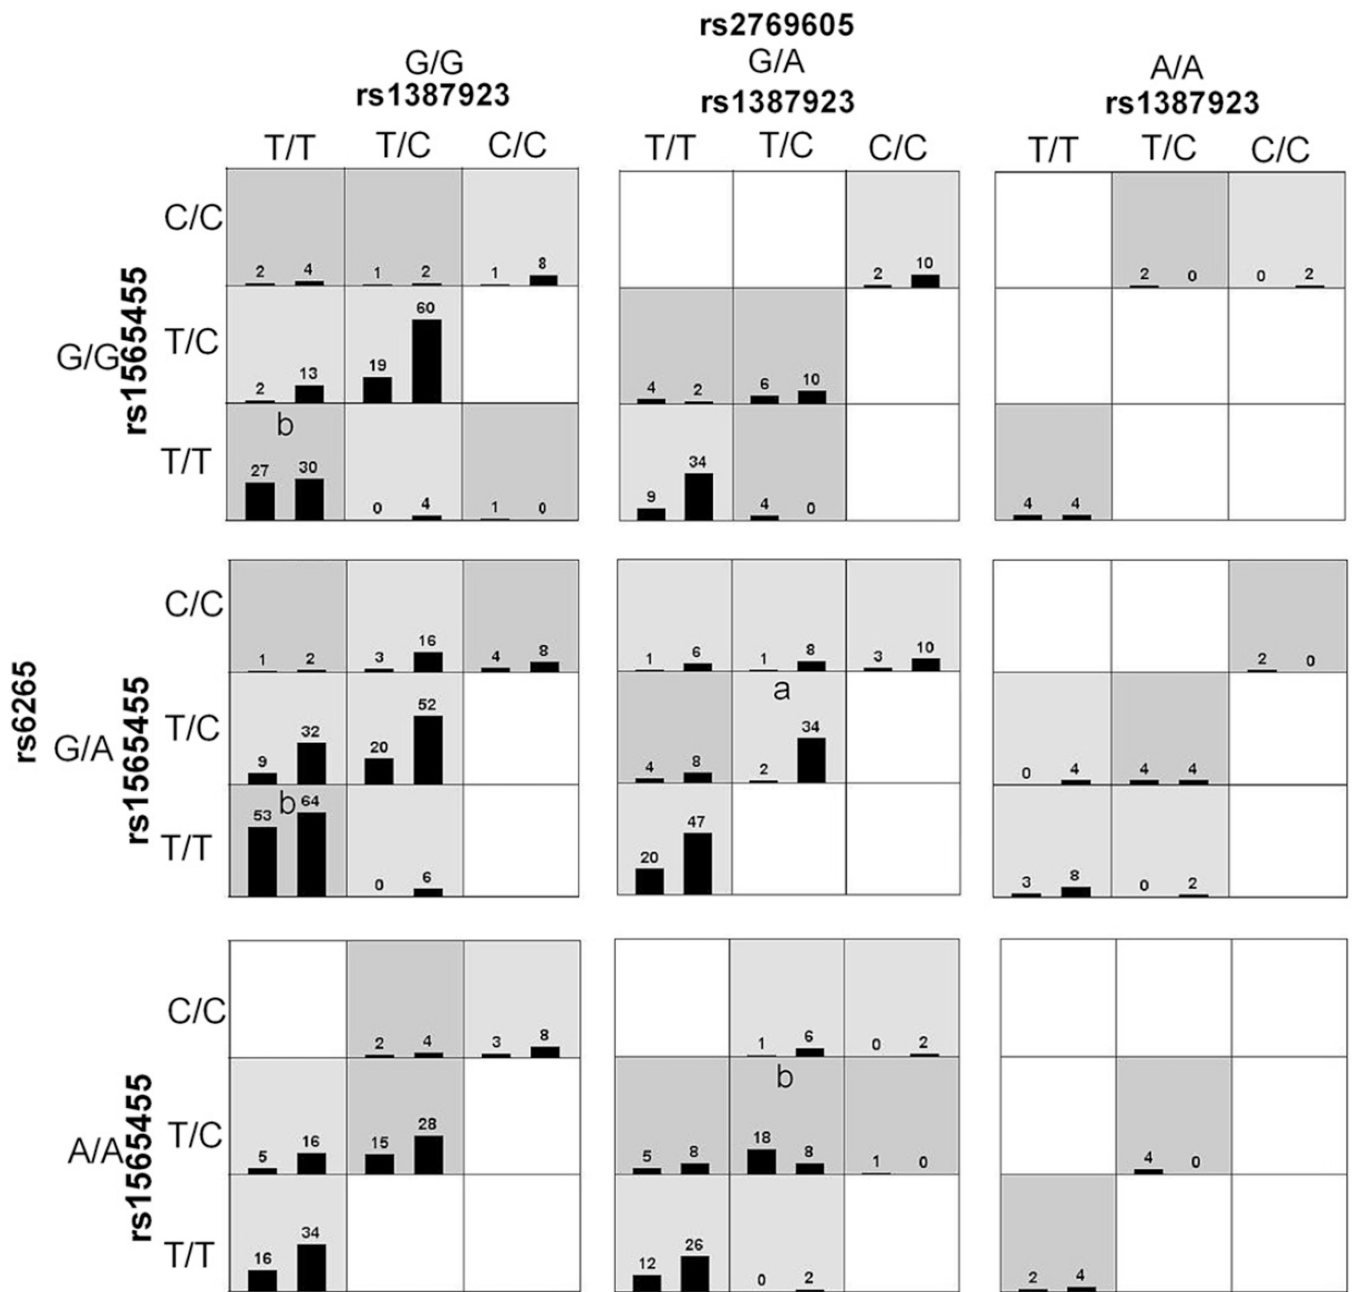 rs2769605
G/G G/A A/A
rs1387923 rs1387923 rs1387923
T/T T/C C/C T/T T/C C/C T/T T/C C/C
rs6265
G/G
rs1565455
C/C
2 4 1 2 1 8 2 10 2 0 0 2
T/C
2 13 19 60 4 2 6 10
T/T
b
27 30 0 4 1 0 9 34 4 0 4 4
G/A
rs1565455
C/C
1 2 3 16 4 8 1 6 1 8 3 10 2 0
T/C
a
9 32 20 52 4 8 2 34 0 4 4 4
T/T
b
53 64 0 6 20 47 3 8 0 2
A/A
rs1565455
C/C
2 4 3 8 1 6 0 2
T/C
b
5 16 15 28 5 8 18 8 1 0 4 0
T/T
16 34 12 26 0 2 2 4